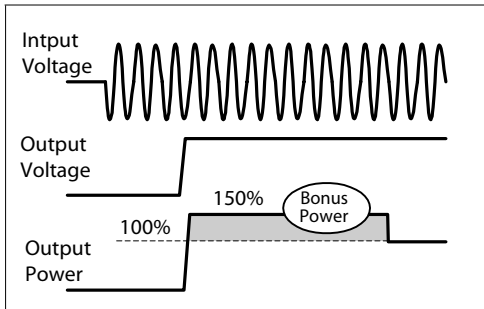 Intput
Voltage
Output
Voltage
150%
Bonus
Power
100%
Output
Power